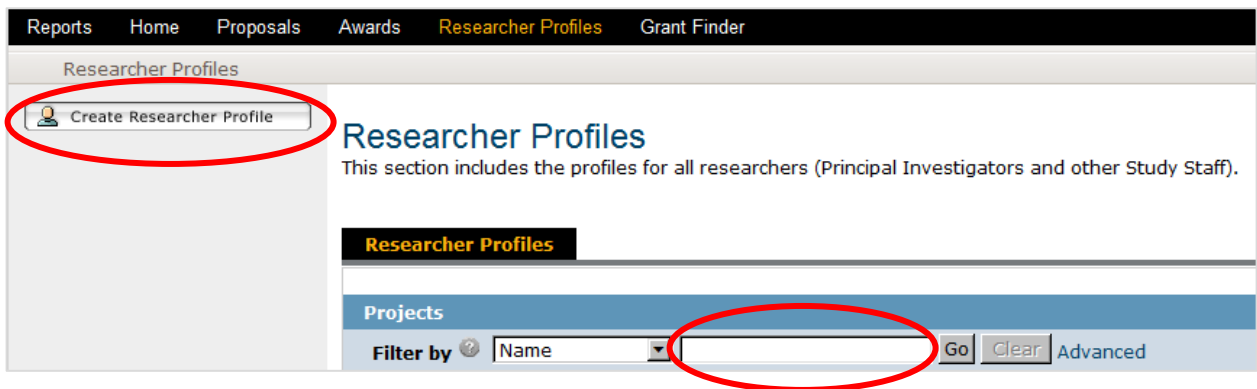 Reports Home Proposals Awards Researcher Profiles Grant Finder
Researcher Profiles
Create Researcher Profile
Researcher Profiles
This section includes the profiles for all researchers (Principal Investigators and other Study Staff).
Researcher Profiles
Projects
Filter by ? Name Go Clear Advanced